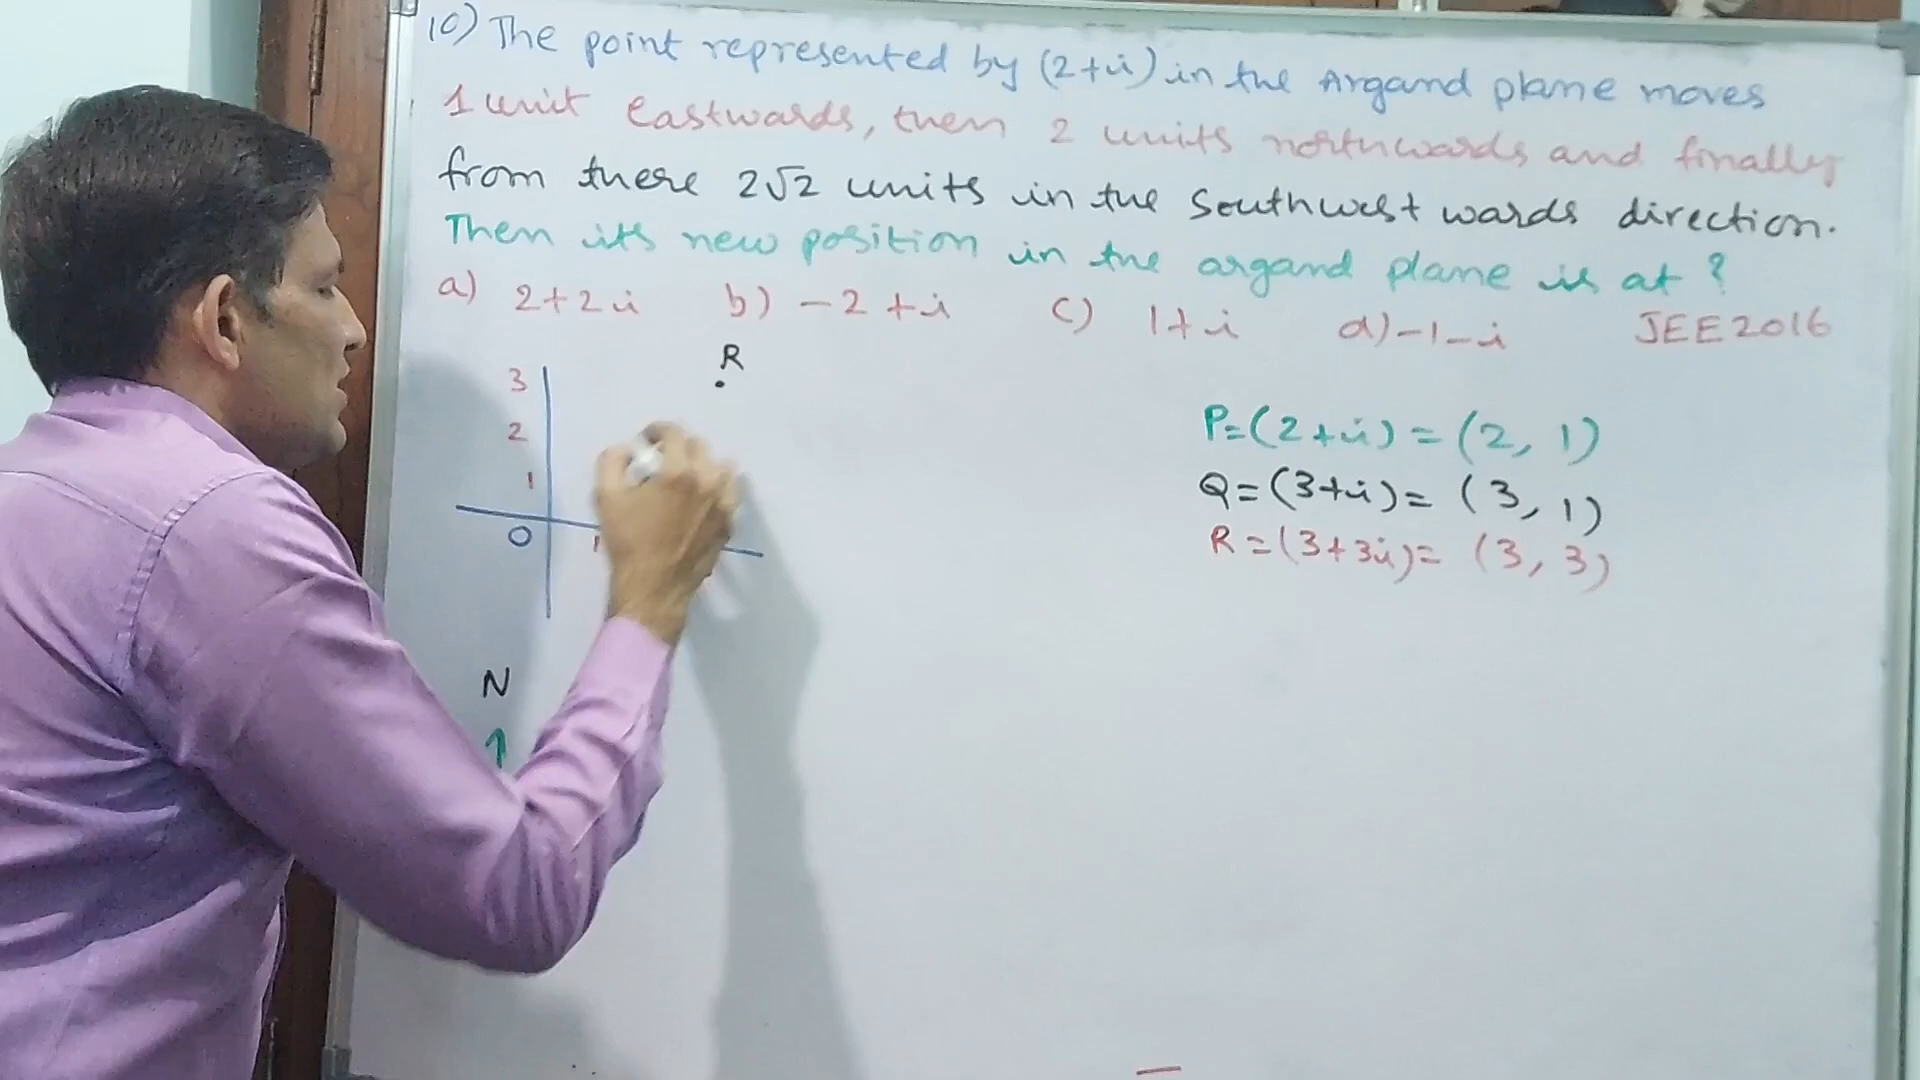 10) The point represented by (2+i) in the Argand plane moves
1 unit Eastwards, then 2 units northwards and finally
from there 2√2 units in the Southwestwards direction.
Then its new position in the argand plane is at ?
a) 2+2i b) -2+i c) 1+i d) -1-i JEE 2016
R
3
2
1
0 1
P=(2+i) = (2, 1)
Q=(3+i)= (3, 1)
R=(3+3i)= (3, 3)
N